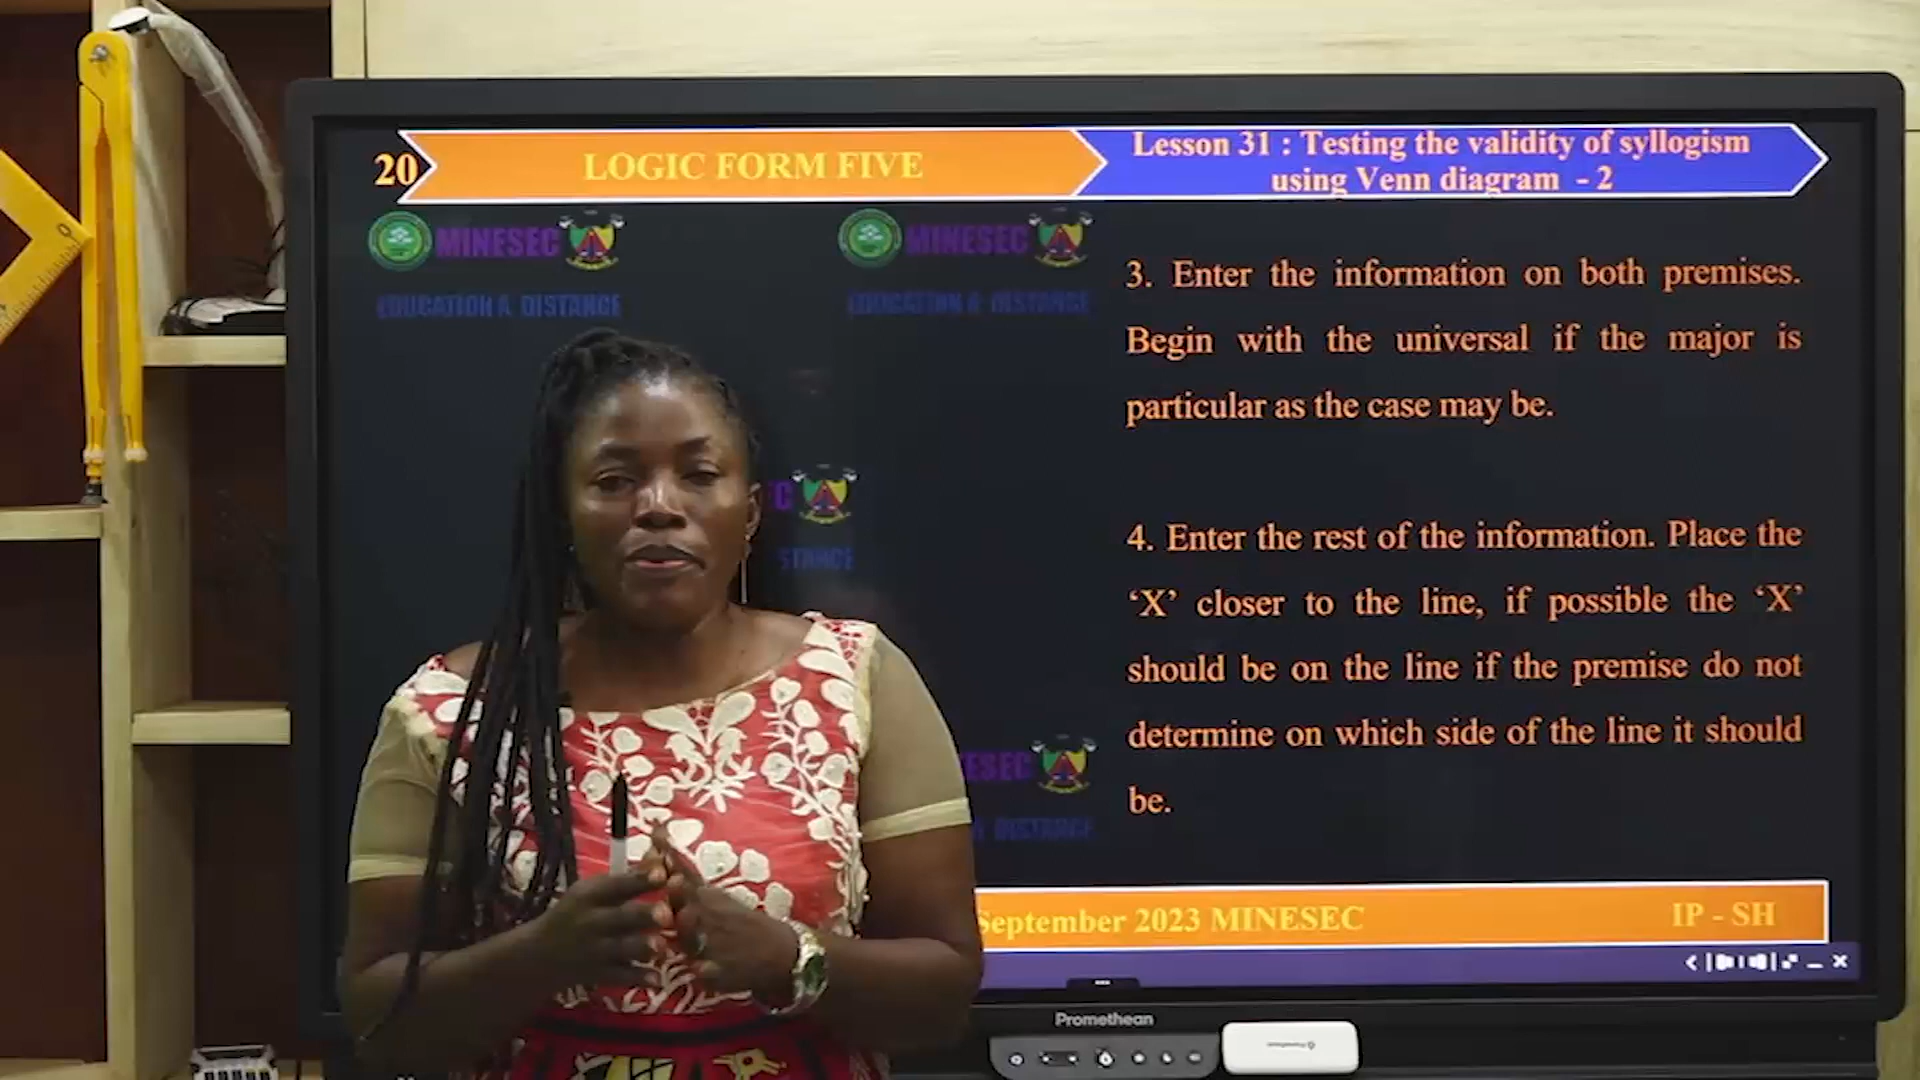 20
LOGIC FORM FIVE
Lesson 31 : Testing the validity of syllogism
using Venn diagram - 2
MINESEC
EDUCATION & DISTANCE
MINESEC
EDUCATION & DISTANCE
3. Enter the information on both premises.
Begin with the universal if the major is
particular as the case may be.
4. Enter the rest of the information. Place the
‘X’ closer to the line, if possible the ‘X’
should be on the line if the premise do not
determine on which side of the line it should
be.
September 2023 MINESEC
IP - SH
Promethean